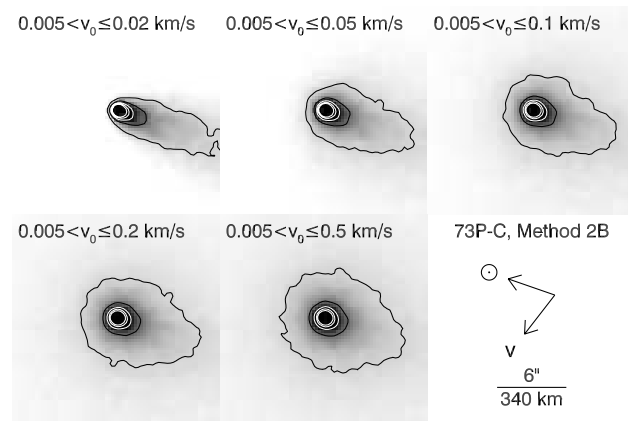 0.005<v₀≤0.02 km/s
0.005<v₀≤0.05 km/s
0.005<v₀≤0.1 km/s
0.005<v₀≤0.2 km/s
0.005<v₀≤0.5 km/s
73P-C, Method 2B
☉
v
6"
340 km